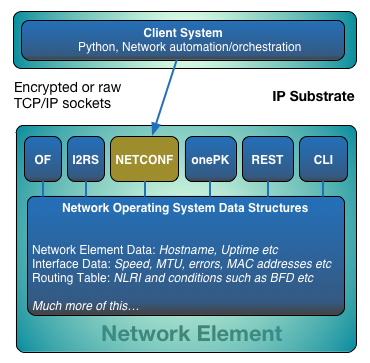 Client System
Python, Network automation/orchestration
Encrypted or raw
TCP/IP sockets
IP Substrate
OF
I2RS
NETCONF
onePK
REST
CLI
Network Operating System Data Structures
Network Element Data: Hostname, Uptime etc
Interface Data: Speed, MTU, errors, MAC addresses etc
Routing Table: NLRI and conditions such as BFD etc
Much more of this…
Network Element